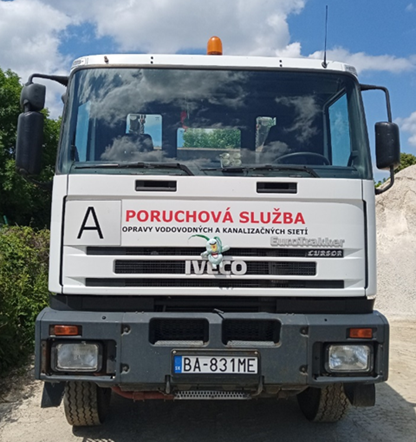 A
PORUCHOVÁ SLUŽBA
OPRAVY VODOVODNÝCH A KANALIZAČNÝCH SIETÍ
EuroTrakker
CURSOR
IVECO
BA-831ME